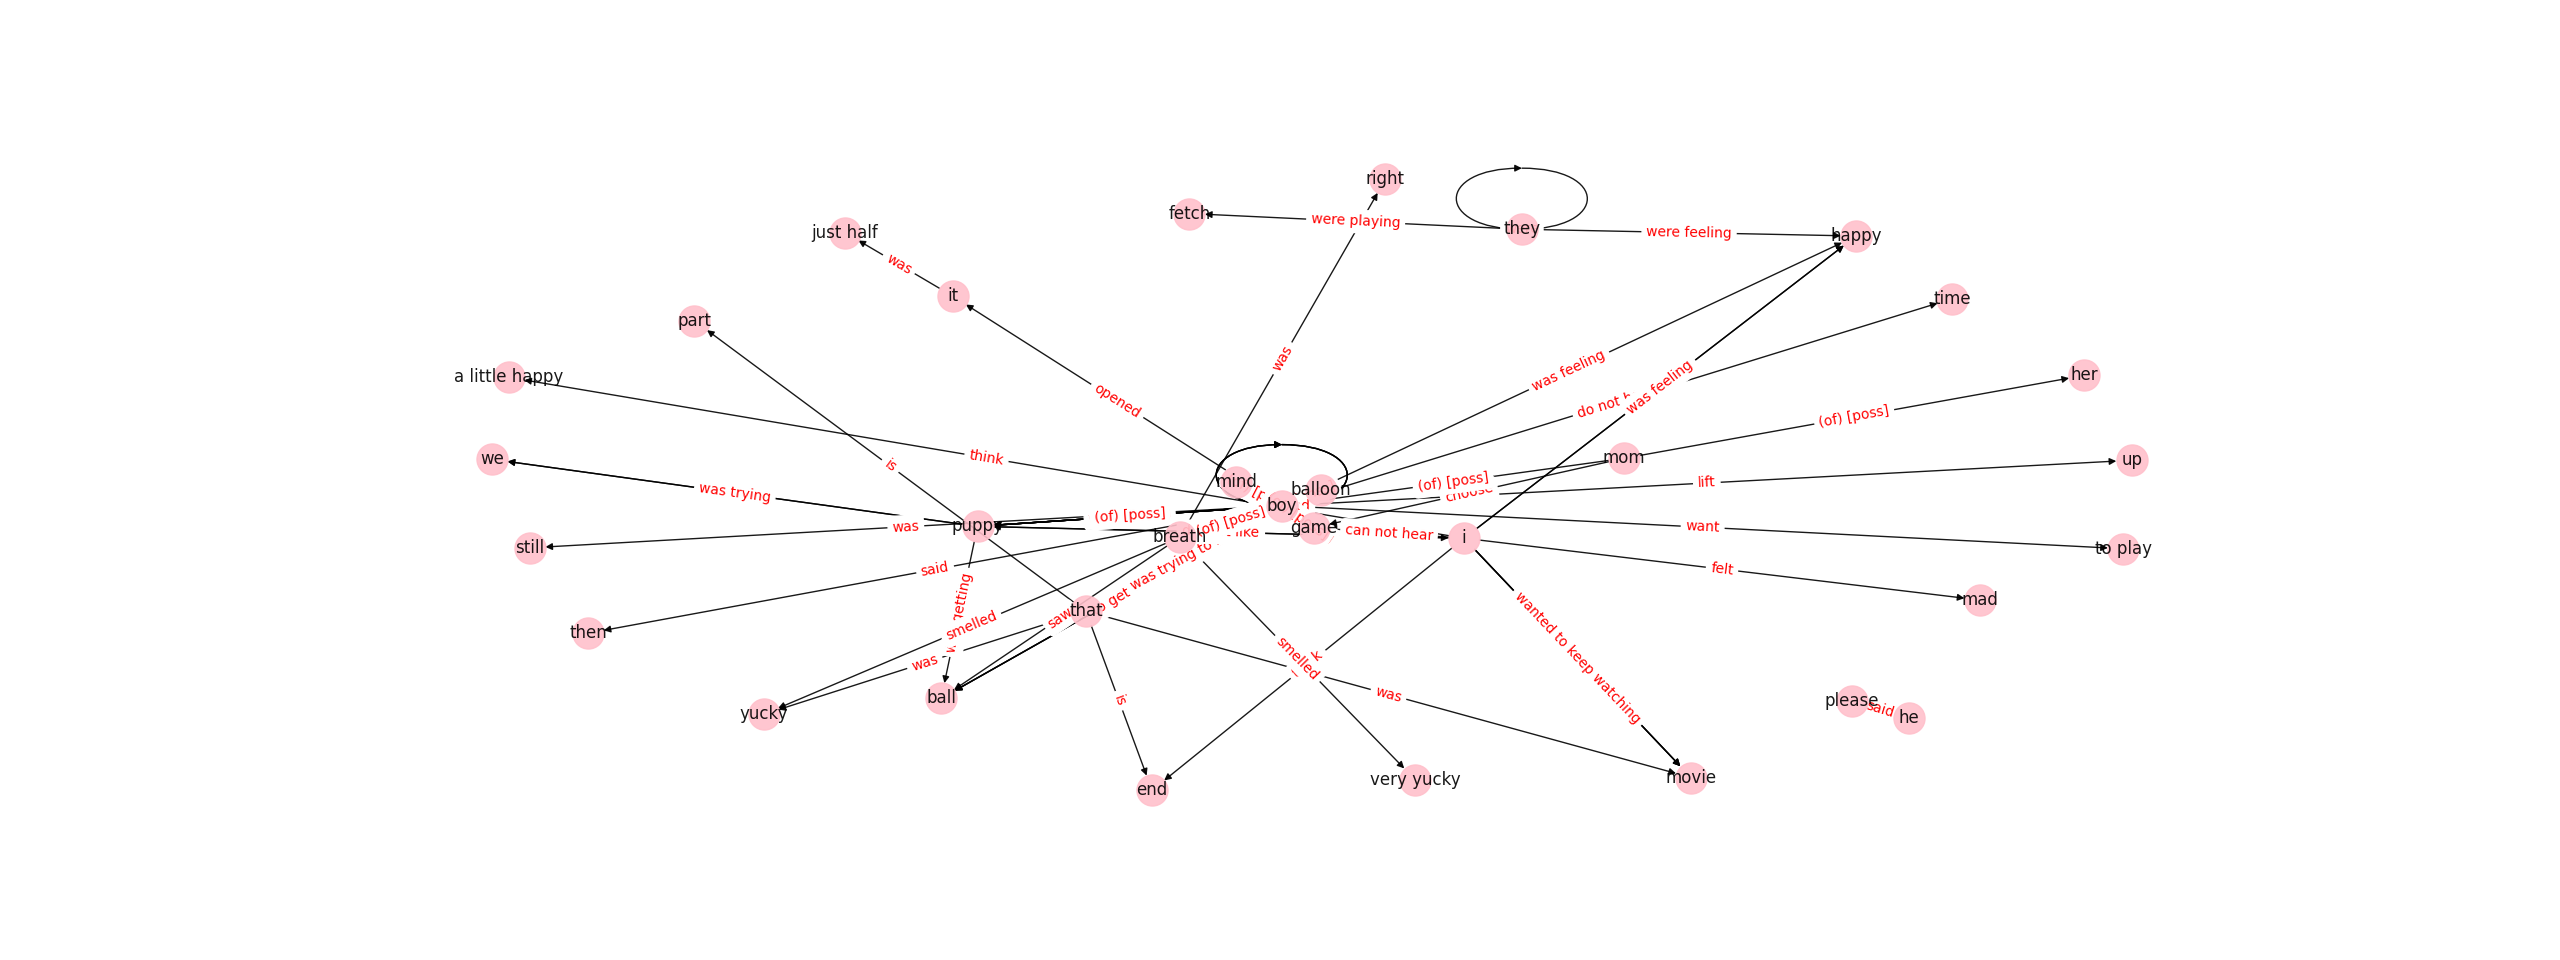 right
fetch
were playing
they
were feeling
happy
just half
was
it
time
part
was
was feeling
her
a little happy
opened
do not
was feeling
(of) [poss]
we
think
is
mom
up
was trying
mind
balloon
(of) [poss]
lift
choose
boy
still
was
puppy
(of) [poss]
(of) [poss]
breath
like
game
can not hear
i
want
to play
said
felt
mad
get was trying to
then
smelled
saw
that
wanted to keep watching
was
smelled
yucky
ball
is
was
please
said
he
end
very yucky
movie